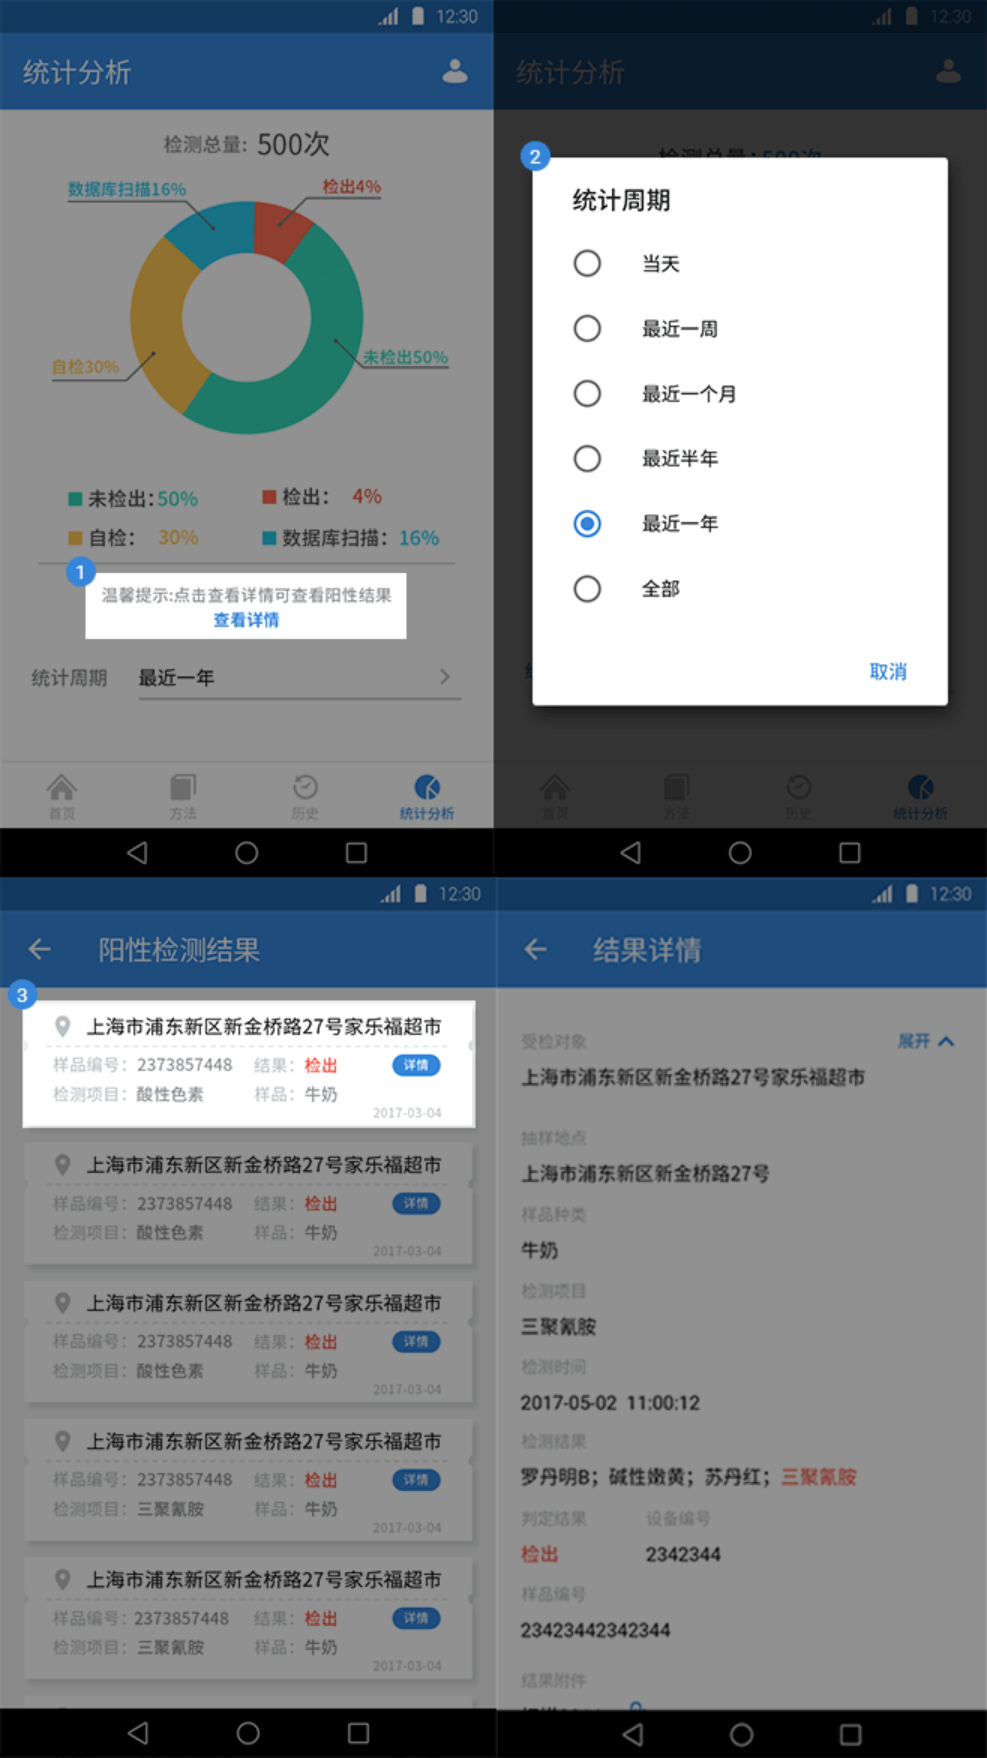 12:30
统计分析
检测总量: 500次
数据库扫描16%
检出4%
自检30%
未检出50%
未检出:50%
检出： 4%
自检： 30%
数据库扫描：16%
1
温馨提示:点击查看详情可查看阳性结果
查看详情
统计周期 最近一年
首页 方法 历史 统计分析
12:30
统计分析
检测总量:500次
2
统计周期
当天
最近一周
最近一个月
最近半年
最近一年
全部
取消
首页 方法 历史 统计分析
12:30
阳性检测结果
3
上海市浦东新区新金桥路27号家乐福超市
样品编号：2373857448 结果：检出 详情
检测项目：酸性色素 样品：牛奶
2017-03-04
上海市浦东新区新金桥路27号家乐福超市
样品编号：2373857448 结果：检出 详情
检测项目：酸性色素 样品：牛奶
2017-03-04
上海市浦东新区新金桥路27号家乐福超市
样品编号：2373857448 结果：检出 详情
检测项目：酸性色素 样品：牛奶
2017-03-04
上海市浦东新区新金桥路27号家乐福超市
样品编号：2373857448 结果：检出 详情
检测项目：三聚氰胺 样品：牛奶
2017-03-04
上海市浦东新区新金桥路27号家乐福超市
样品编号：2373857448 结果：检出 详情
检测项目：三聚氰胺 样品：牛奶
2017-03-04
12:30
结果详情
受检对象 展开
上海市浦东新区新金桥路27号家乐福超市
抽样地点
上海市浦东新区新金桥路27号
样品种类
牛奶
检测项目
三聚氰胺
检测时间
2017-05-02 11:00:12
检测结果
罗丹明B；碱性嫩黄；苏丹红；三聚氰胺
判定结果 设备编号
检出 2342344
样品编号
23423442342344
结果附件